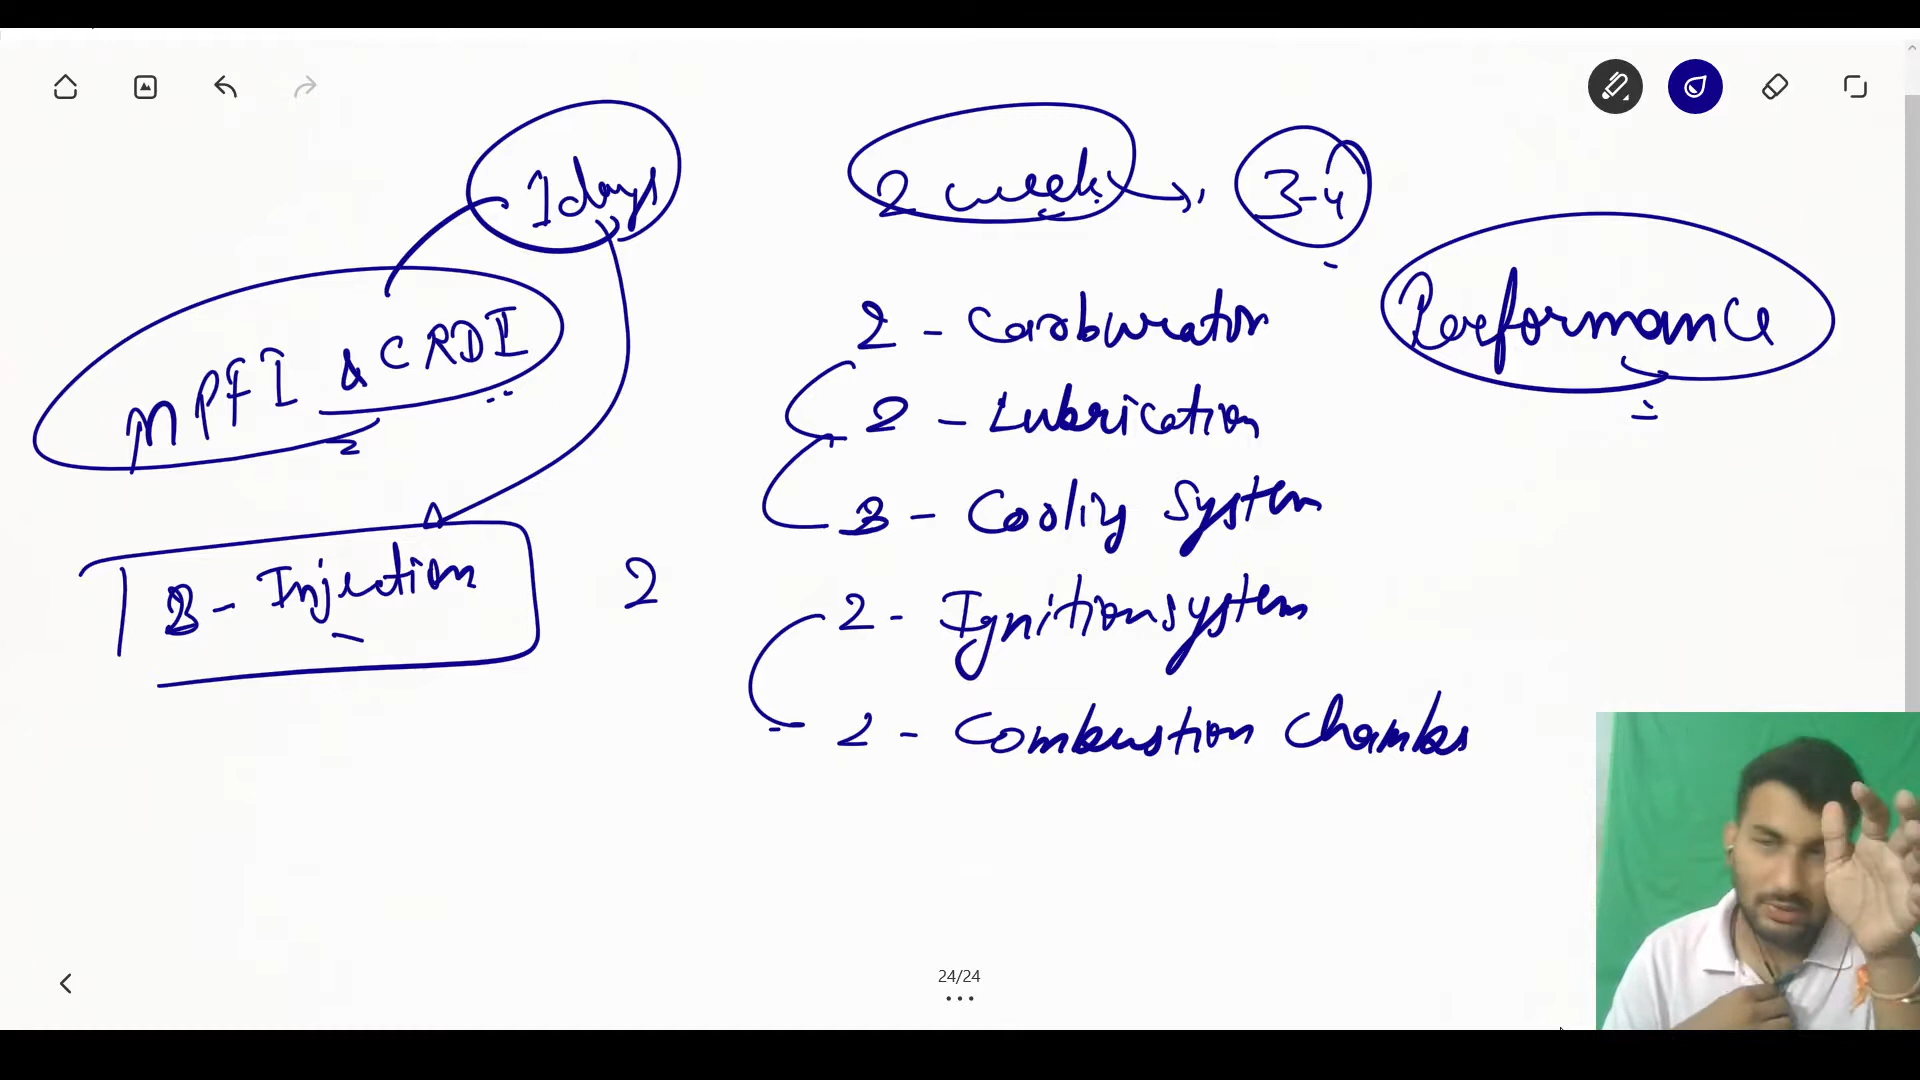 1 days
2 week
3-4
MPFI & CRDI
Performance
2 - Carburator
2 - Lubrication
3 - Cooling System
3 - Injection
2
2 - Ignition system
2 - Combustion Chamber
24/24